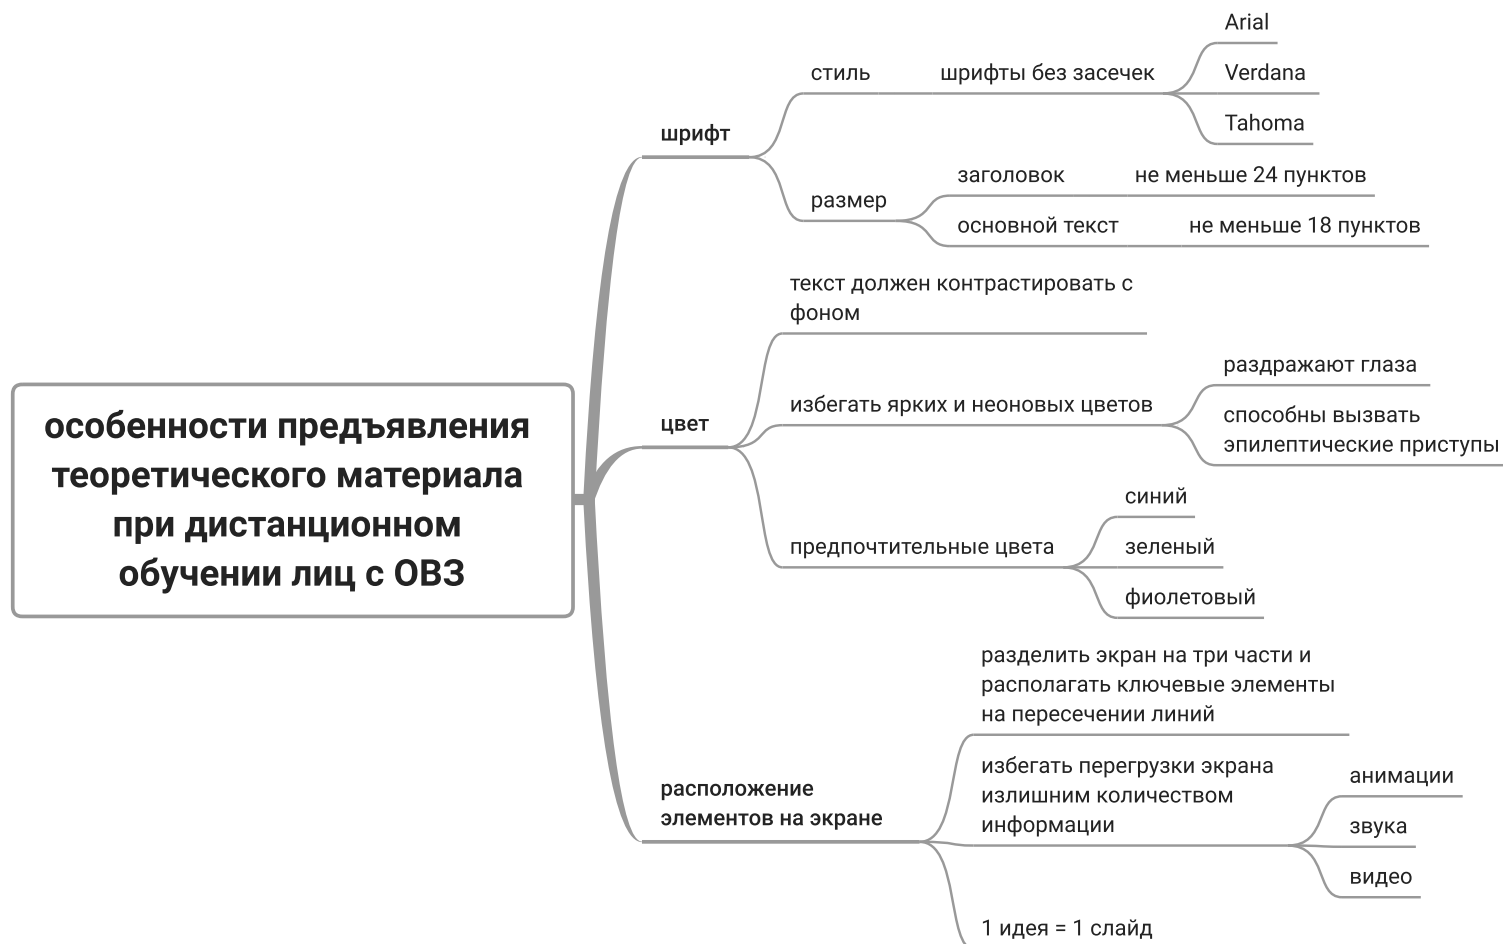 особенности предъявления
теоретического материала
при дистанционном
обучении лиц с ОВЗ
шрифт
стиль
шрифты без засечек
Arial
Verdana
Tahoma
размер
заголовок
не меньше 24 пунктов
основной текст
не меньше 18 пунктов
цвет
текст должен контрастировать с
фоном
избегать ярких и неоновых цветов
раздражают глаза
способны вызвать
эпилептические приступы
предпочтительные цвета
синий
зеленый
фиолетовый
расположение
элементов на экране
разделить экран на три части и
располагать ключевые элементы
на пересечении линий
избегать перегрузки экрана
излишним количеством
информации
анимации
звука
видео
1 идея = 1 слайд